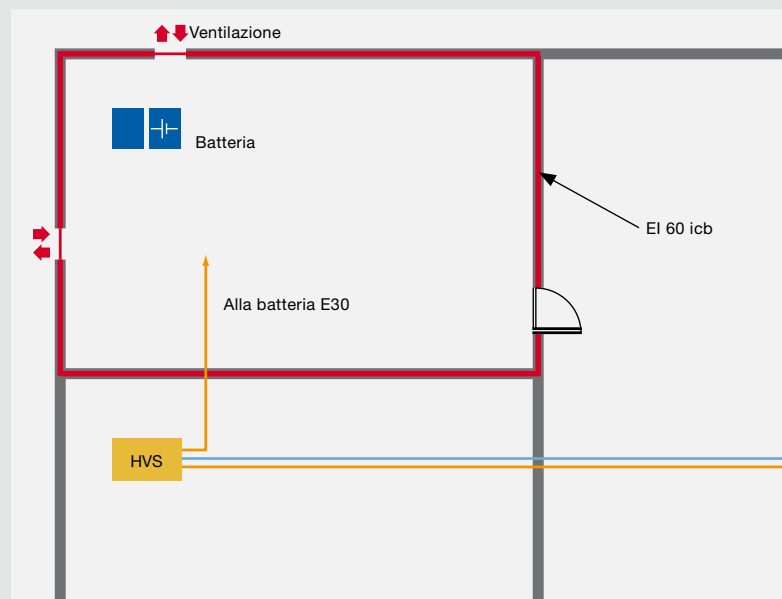 Ventilazione
Batteria
EI 60 icb
Alla batteria E30
HVS